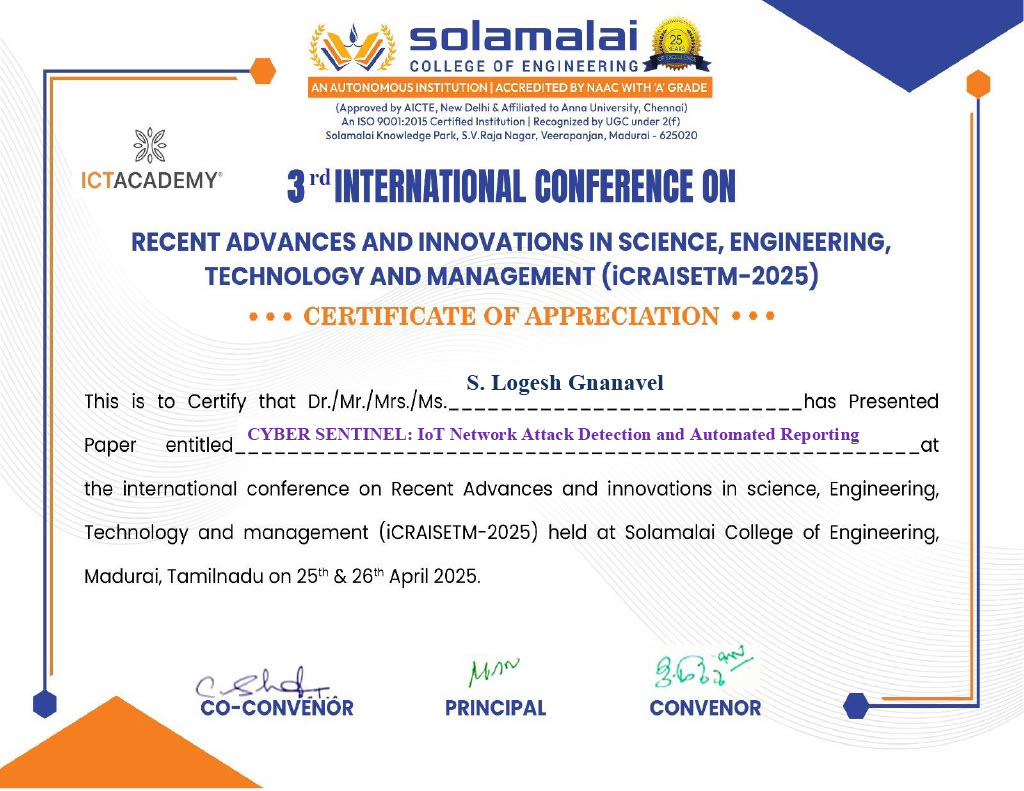 solamalai
COLLEGE OF ENGINEERING
25
YEARS
OF EXCELLENCE
AN AUTONOMOUS INSTITUTION | ACCREDITED BY NAAC WITH 'A' GRADE
(Approved by AICTE, New Delhi & Affiliated to Anna University, Chennai)
An ISO 9001:2015 Certified Institution | Recognized by UGC under 2(f)
Solamalai Knowledge Park, S.V.Raja Nagar, Veerapanjan, Madurai - 625020
ICTACADEMY®
3rd INTERNATIONAL CONFERENCE ON
RECENT ADVANCES AND INNOVATIONS IN SCIENCE, ENGINEERING,
TECHNOLOGY AND MANAGEMENT (iCRAISETM-2025)
••• CERTIFICATE OF APPRECIATION •••
This is to Certify that Dr./Mr./Mrs./Ms. S. Logesh Gnanavel has Presented
Paper entitled CYBER SENTINEL: IoT Network Attack Detection and Automated Reporting at
the international conference on Recent Advances and innovations in science, Engineering,
Technology and management (iCRAISETM-2025) held at Solamalai College of Engineering,
Madurai, Tamilnadu on 25th & 26th April 2025.
CO-CONVENOR PRINCIPAL CONVENOR